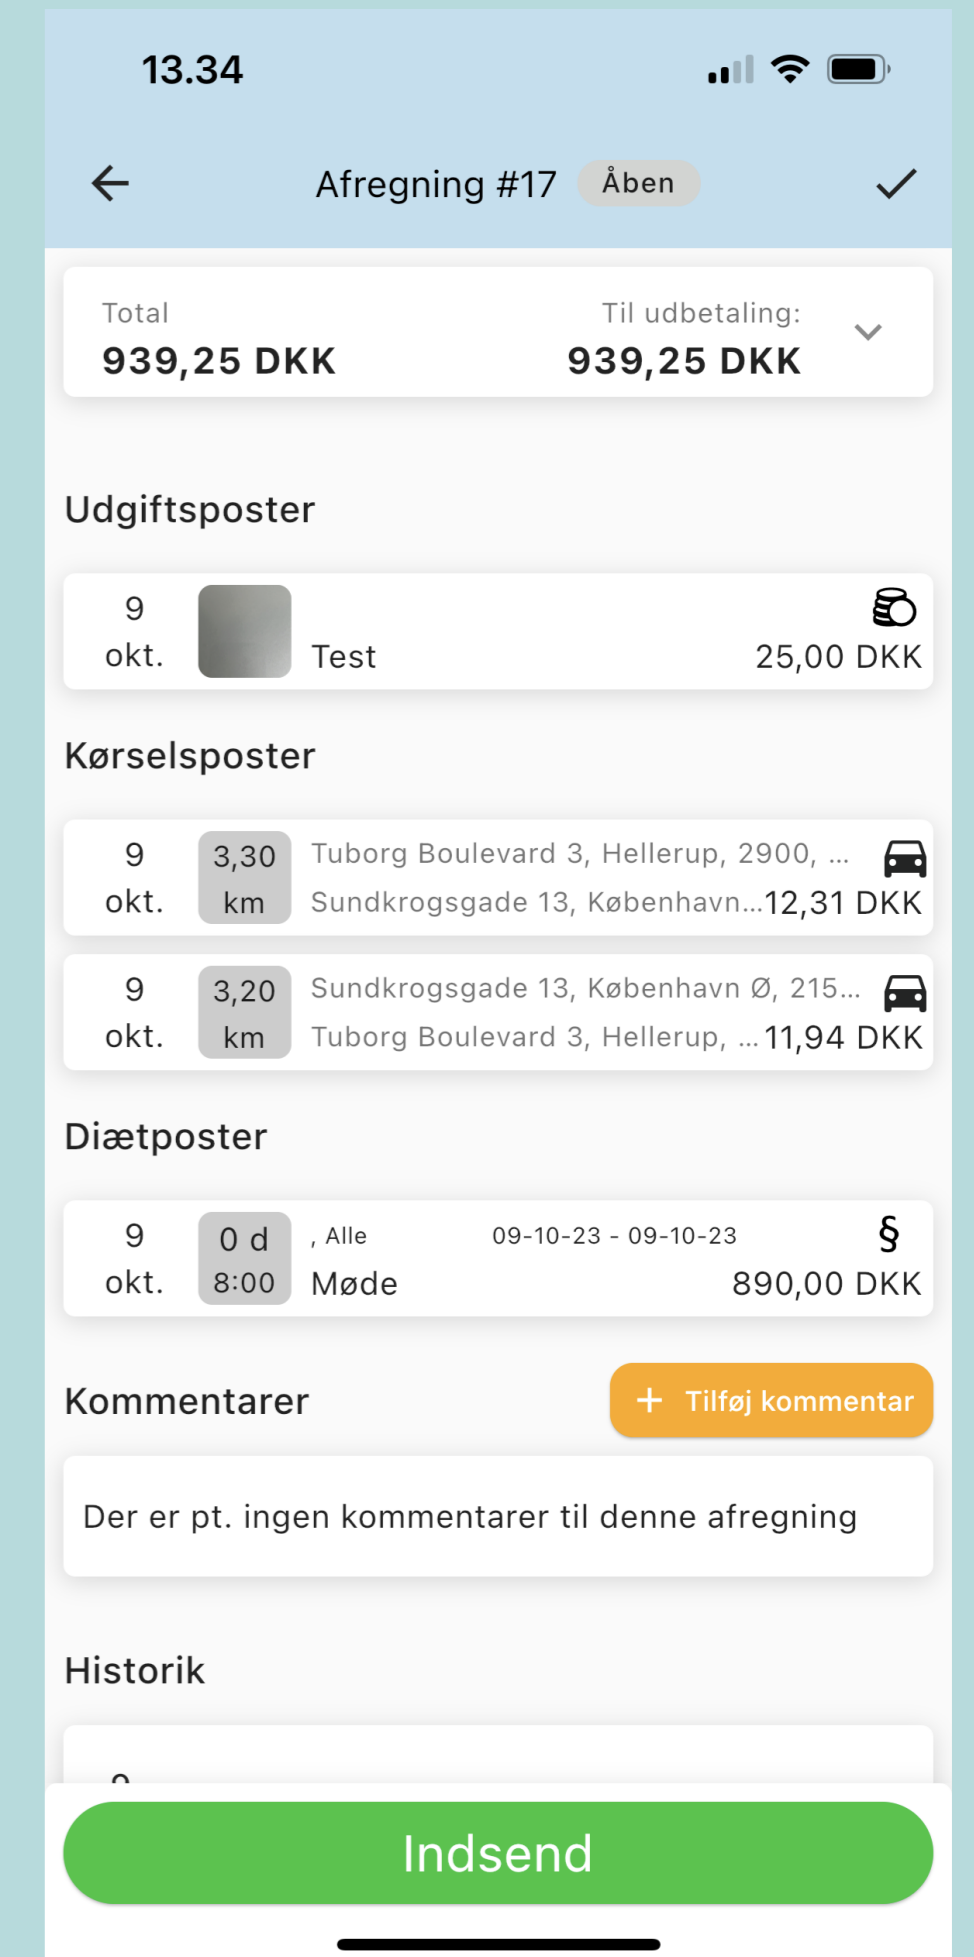 13.34
Afregning #17 Åben
Total Til udbetaling:
939,25 DKK 939,25 DKK
Udgiftsposter
9
okt. Test 25,00 DKK
Kørselsposter
9 3,30 Tuborg Boulevard 3, Hellerup, 2900, ...
okt. km Sundkrogsgade 13, København...12,31 DKK
9 3,20 Sundkrogsgade 13, København Ø, 215...
okt. km Tuborg Boulevard 3, Hellerup, ...11,94 DKK
Diætposter
9 0 d , Alle 09-10-23 - 09-10-23 §
okt. 8:00 Møde 890,00 DKK
Kommentarer + Tilføj kommentar
Der er pt. ingen kommentarer til denne afregning
Historik
Indsend